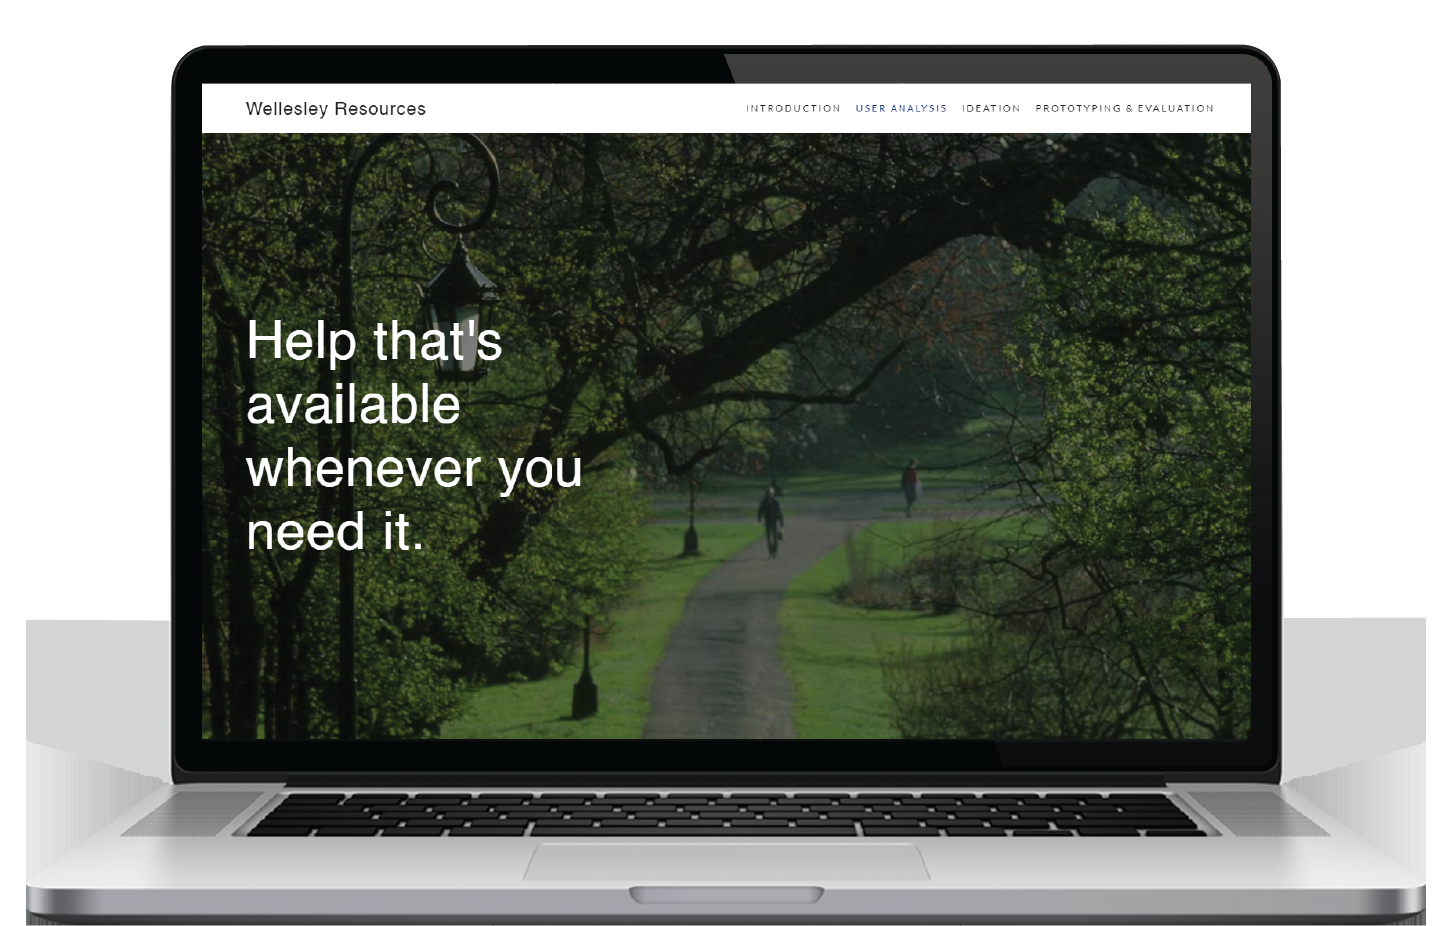 Wellesley Resources
INTRODUCTION USER ANALYSIS IDEATION PROTOTYPING & EVALUATION
Help that's
available
whenever you
need it.